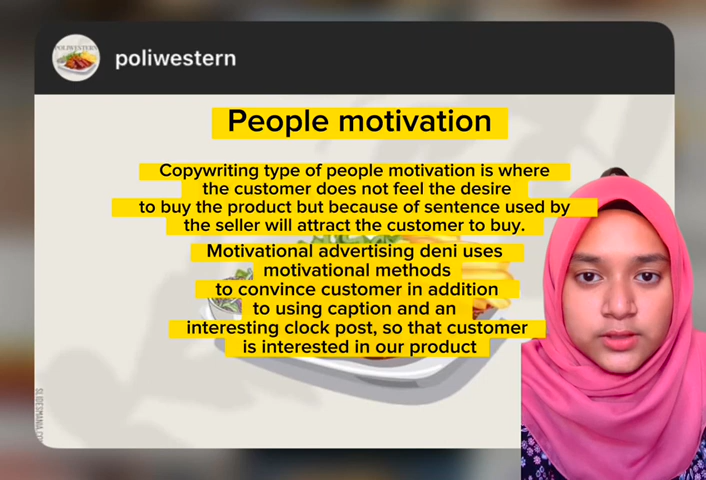 POLIWESTERN
poliwestern
People motivation
Copywriting type of people motivation is where
the customer does not feel the desire
to buy the product but because of sentence used by
the seller will attract the customer to buy.
Motivational advertising deni uses
motivational methods
to convince customer in addition
to using caption and an
interesting clock post, so that customer
is interested in our product
SLIDESMANIA.COM